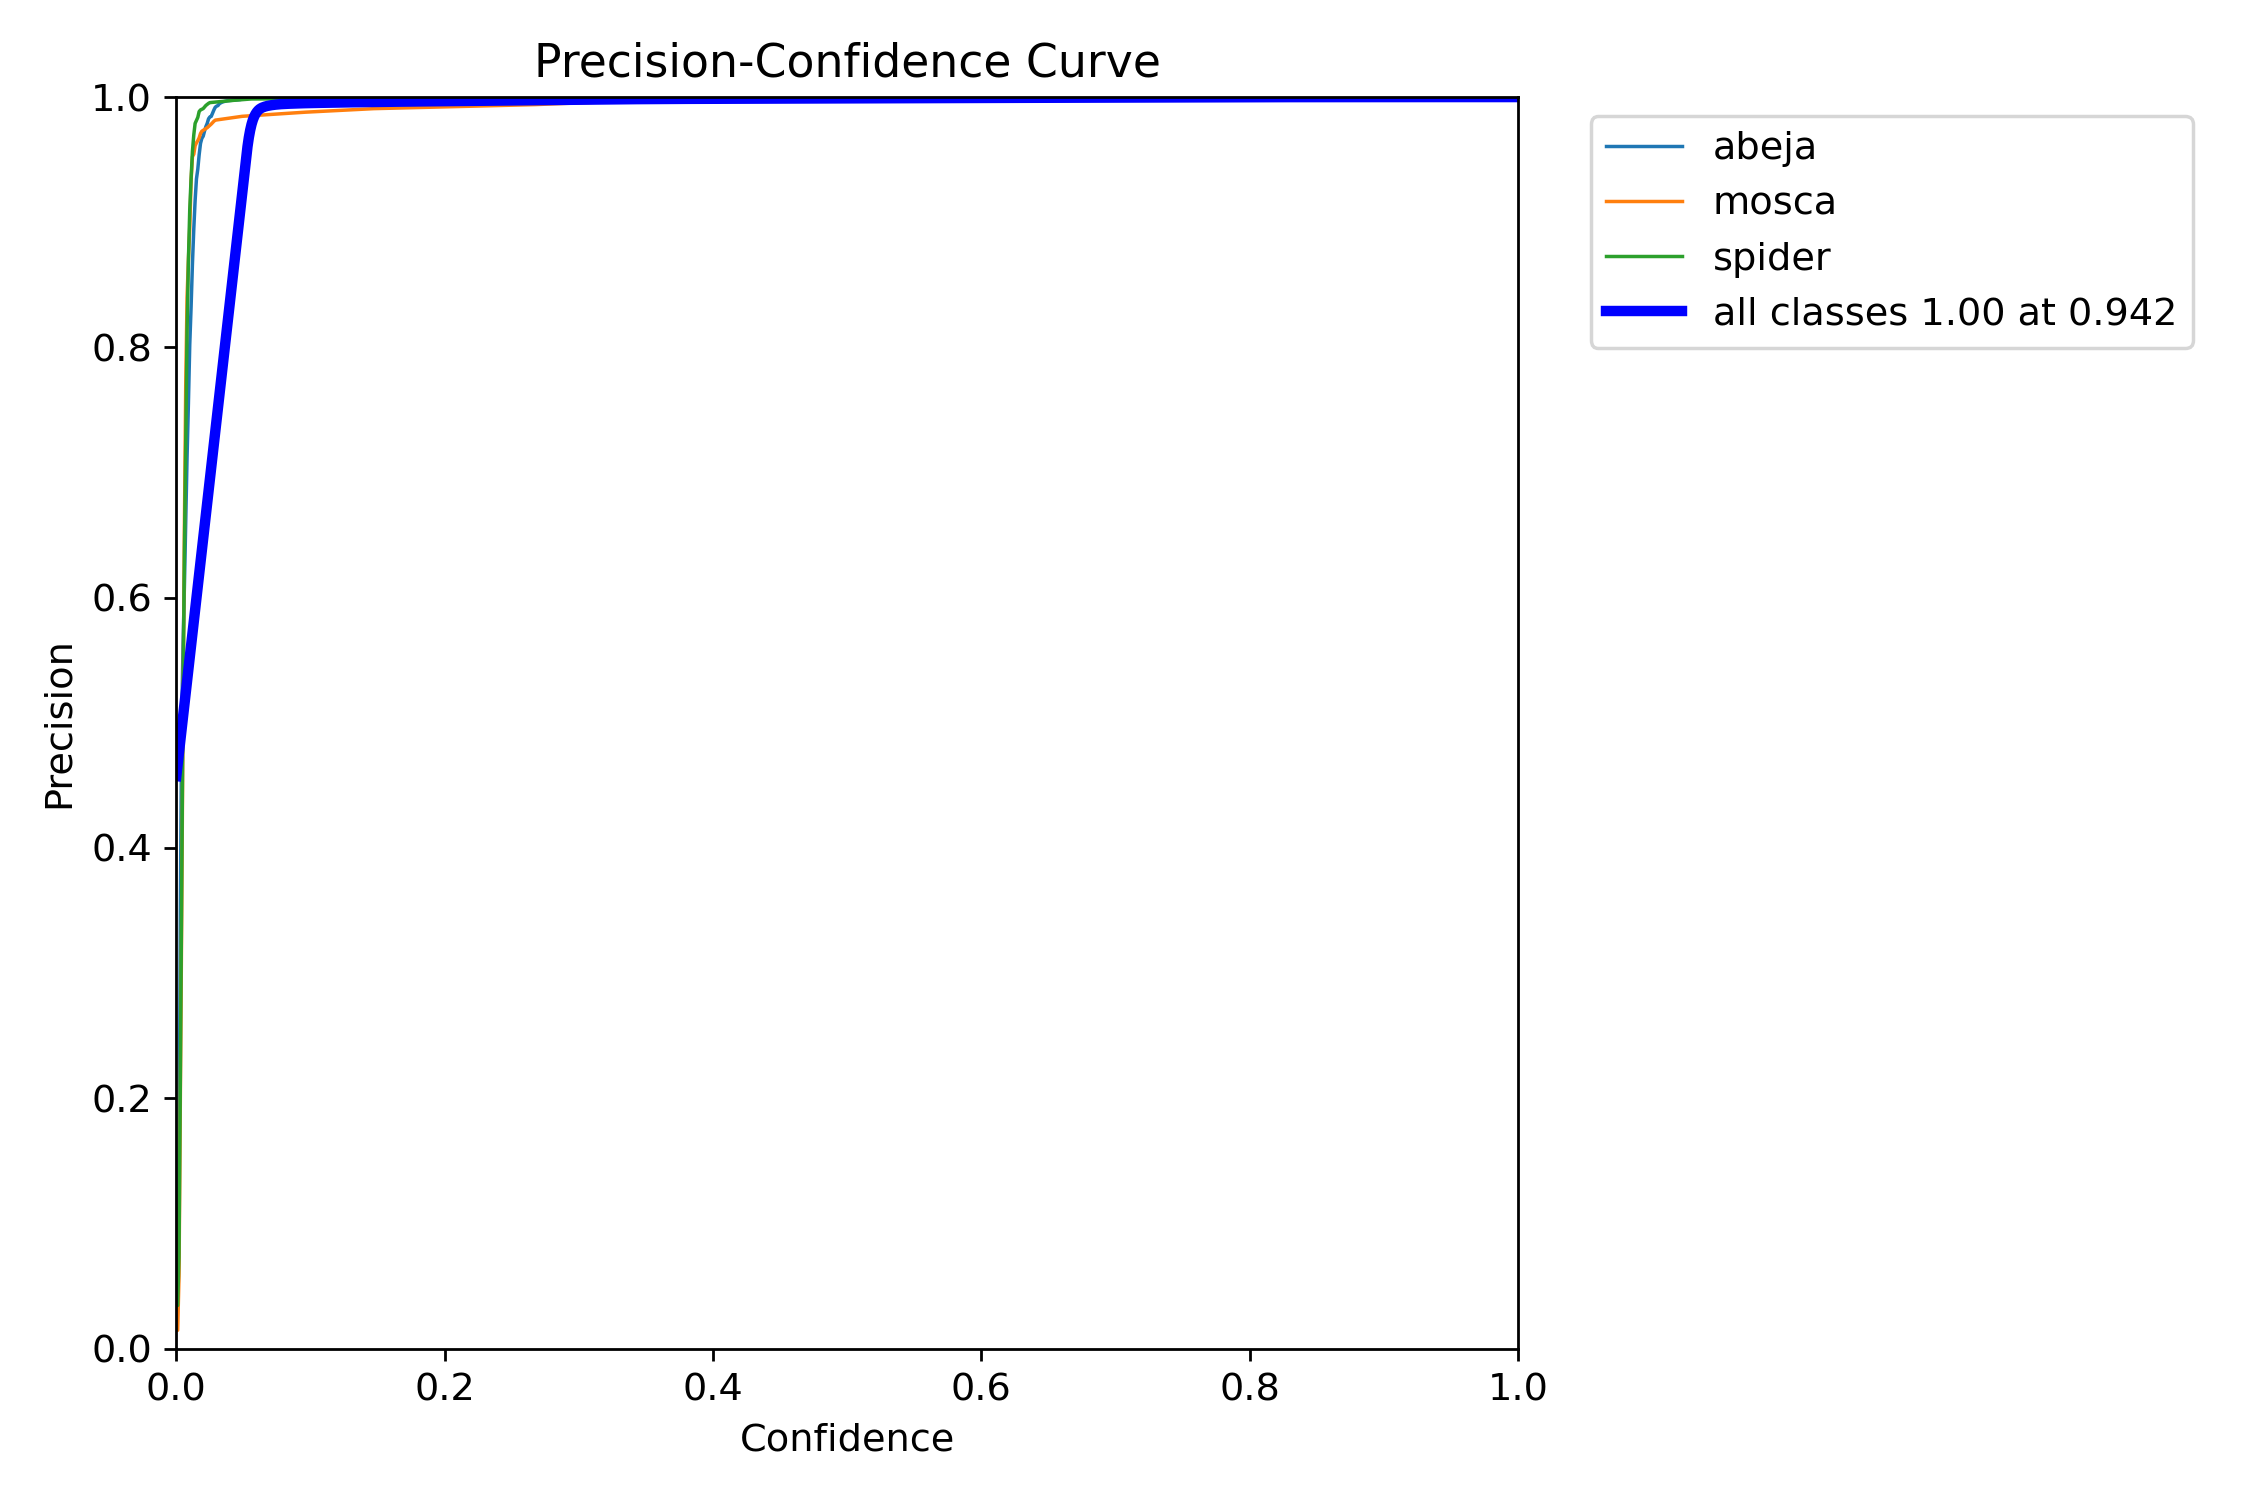 Precision-Confidence Curve
1.0
0.8
0.6
0.4
0.2
0.0
Precision
0.0 0.2 0.4 0.6 0.8 1.0
Confidence
abeja
mosca
spider
all classes 1.00 at 0.942